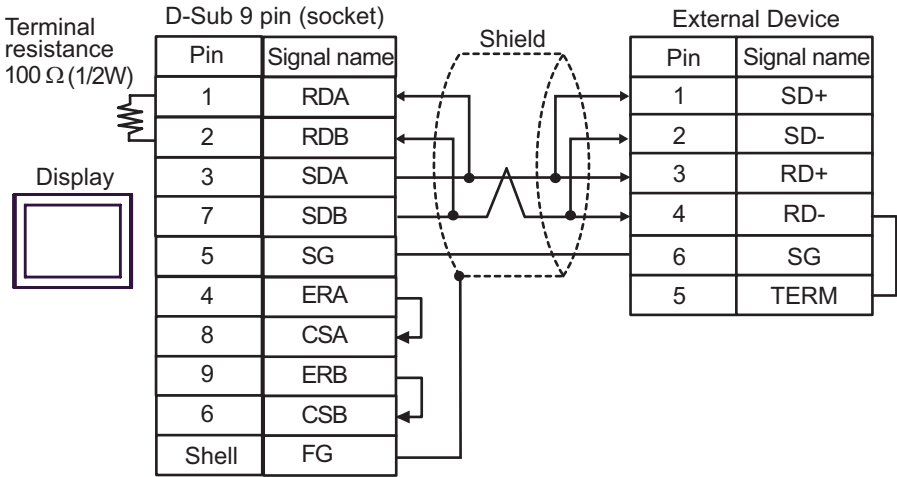 D-Sub 9 pin (socket)
Terminal
resistance
100 Ω (1/2W)
Display
Pin Signal name
1 RDA
2 RDB
3 SDA
7 SDB
5 SG
4 ERA
8 CSA
9 ERB
6 CSB
Shell FG
Shield
External Device
Pin Signal name
1 SD+
2 SD-
3 RD+
4 RD-
6 SG
5 TERM